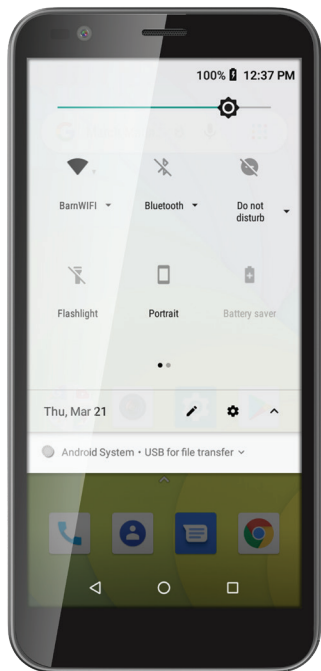 100% 12:37 PM
BamWIFI Bluetooth Do not disturb
Flashlight Portrait Battery saver
Thu, Mar 21
Android System • USB for file transfer